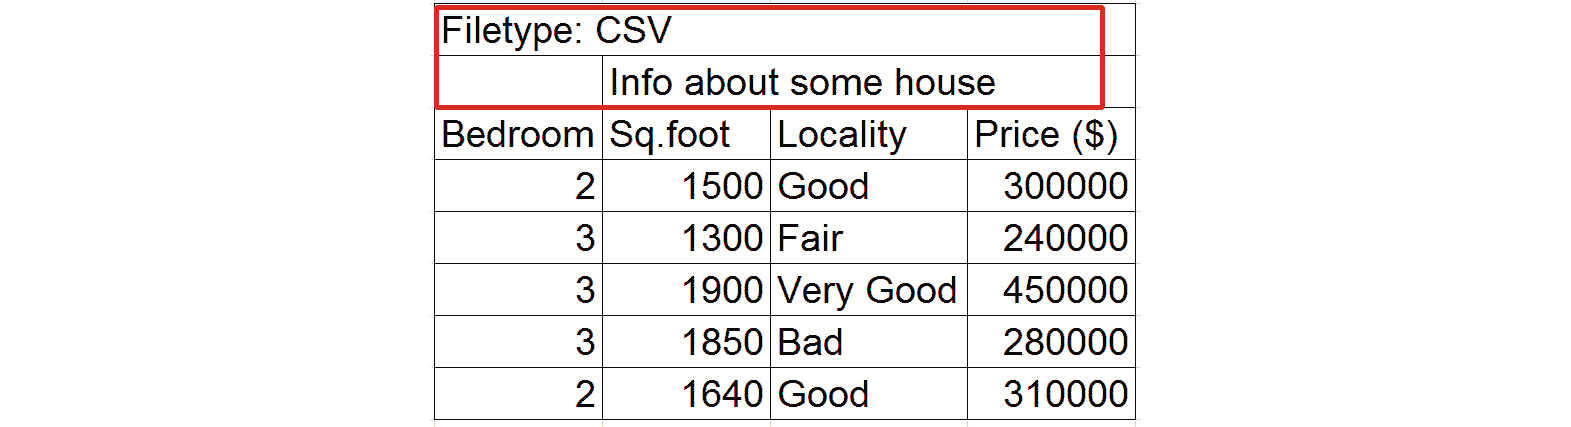 Filetype: CSV
Info about some house
Bedroom Sq.foot Locality Price ($)
2 1500 Good 300000
3 1300 Fair 240000
3 1900 Very Good 450000
3 1850 Bad 280000
2 1640 Good 310000